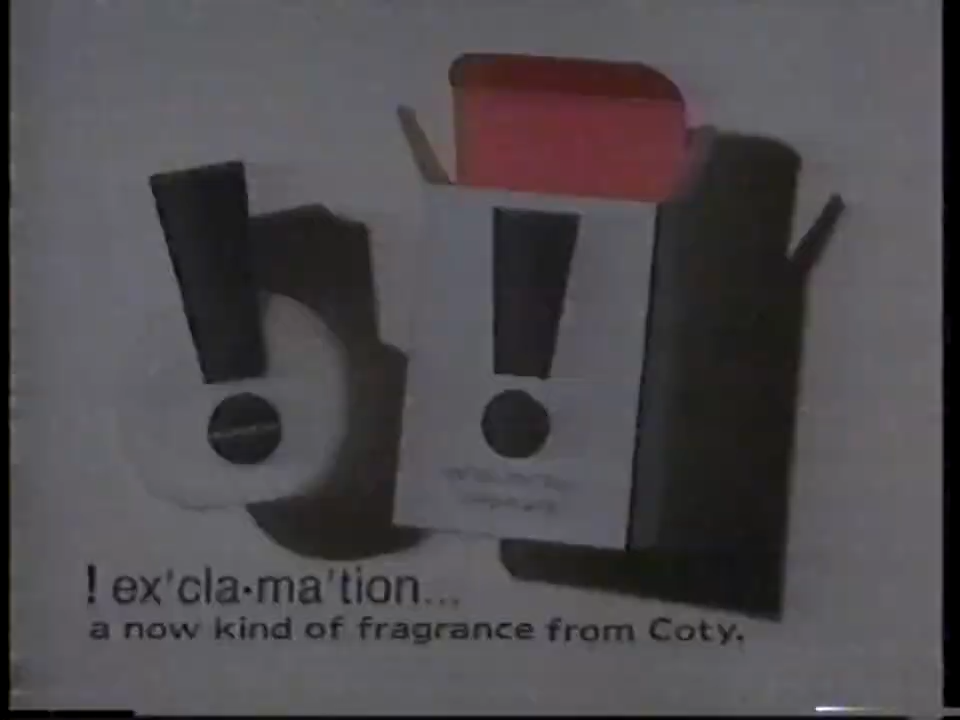 ! ex'cla•ma'tion...
a now kind of fragrance from Coty.